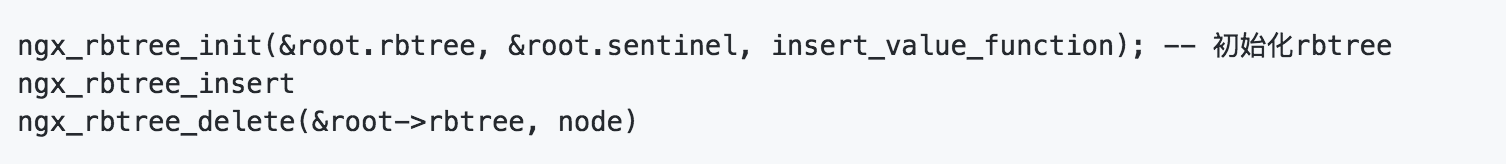 ngx_rbtree_init(&root.rbtree, &root.sentinel, insert_value_function); -- 初始化rbtree
ngx_rbtree_insert
ngx_rbtree_delete(&root->rbtree, node)